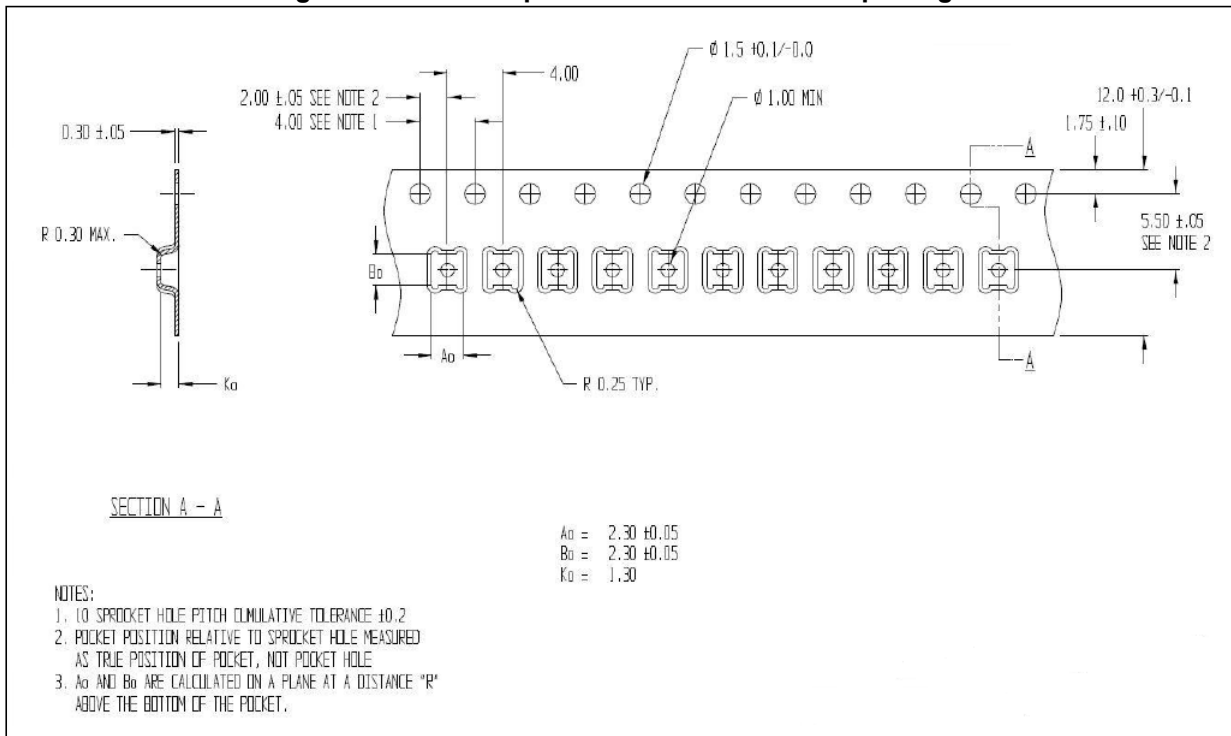 Ø 1.5 +0.1/-0.0
4.00
2.00 ±.05 SEE NOTE 2
Ø 1.00 MIN
12.0 +0.3/-0.1
4.00 SEE NOTE 1
1.75 ±.10
0.30 ±.05
A
R 0.30 MAX.
5.50 ±.05
SEE NOTE 2
Bo
Ao
A
Ko
R 0.25 TYP.
SECTION A - A
Ao = 2.30 ±0.05
Bo = 2.30 ±0.05
Ko = 1.30
NOTES:
1. 10 SPROCKET HOLE PITCH CUMULATIVE TOLERANCE ±0.2
2. POCKET POSITION RELATIVE TO SPROCKET HOLE MEASURED
AS TRUE POSITION OF POCKET, NOT POCKET HOLE
3. Ao AND Bo ARE CALCULATED ON A PLANE AT A DISTANCE "R"
ABOVE THE BOTTOM OF THE POCKET.